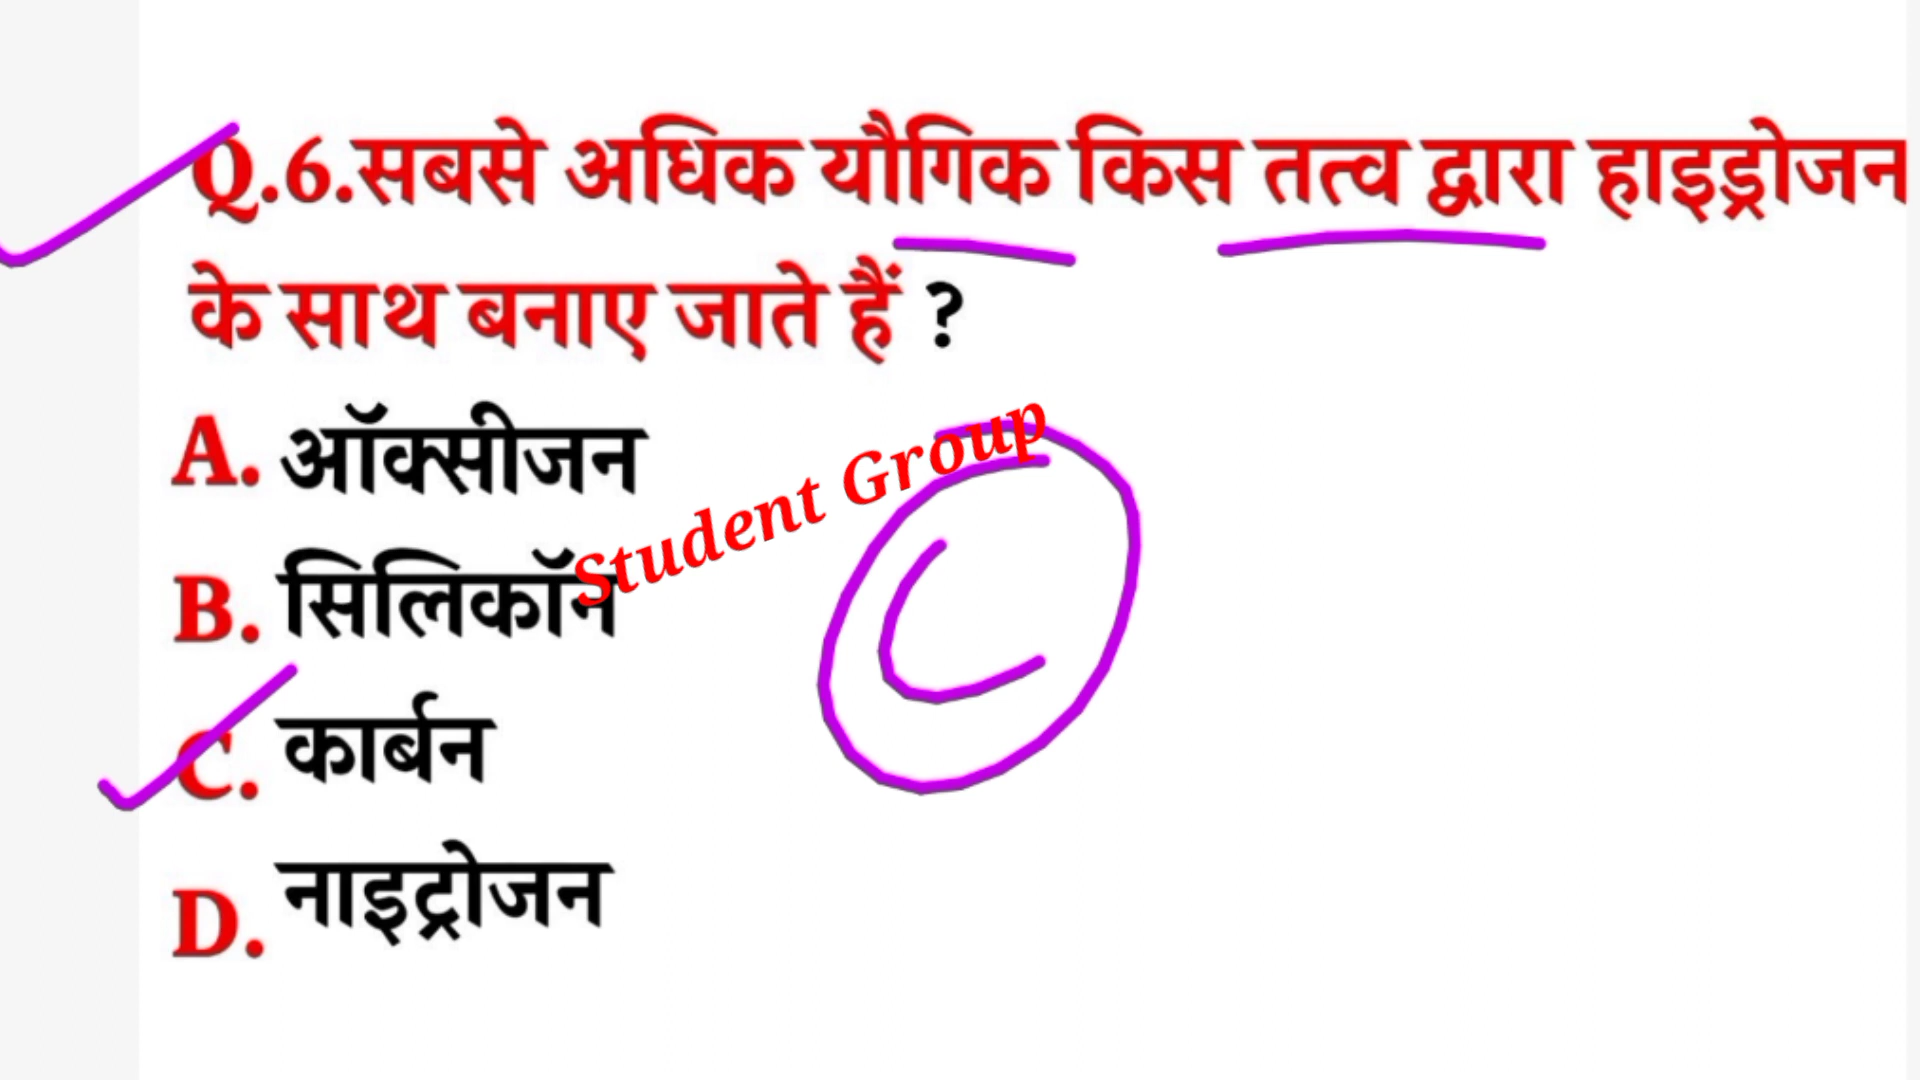 Q.6.सबसे अधिक यौगिक किस तत्व द्वारा हाइड्रोजन
के साथ बनाए जाते हैं ?
A. ऑक्सीजन
Student Group
B. सिलिकॉन
C
C. कार्बन
D. नाइट्रोजन